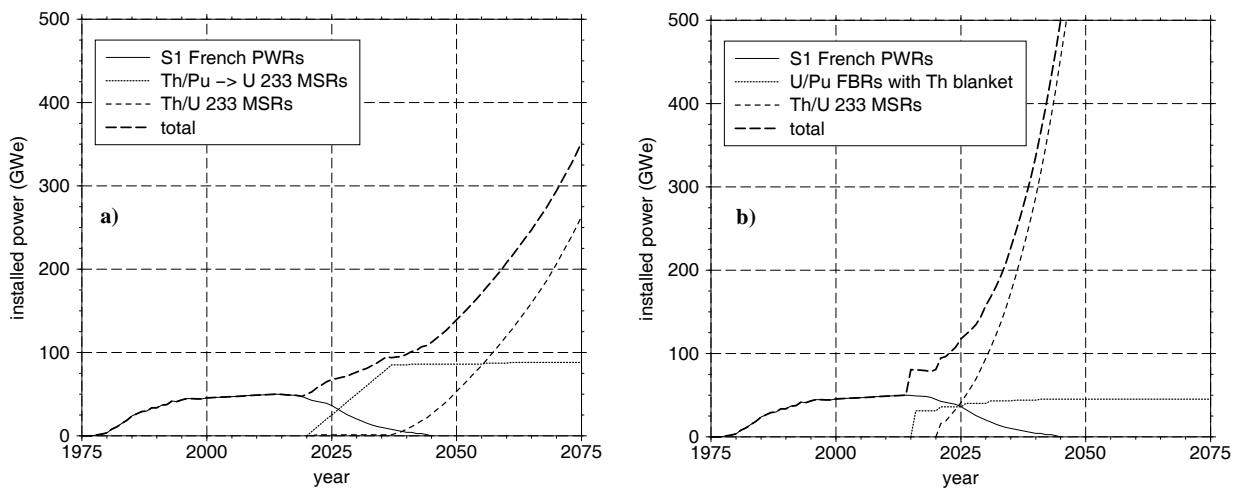 500
400
300
200
100
0
installed power (GWe)
S1 French PWRs
Th/Pu −> U 233 MSRs
Th/U 233 MSRs
total
a)
1975
2000
2025
2050
2075
year
500
400
300
200
100
0
installed power (GWe)
S1 French PWRs
U/Pu FBRs with Th blanket
Th/U 233 MSRs
total
b)
1975
2000
2025
2050
2075
year